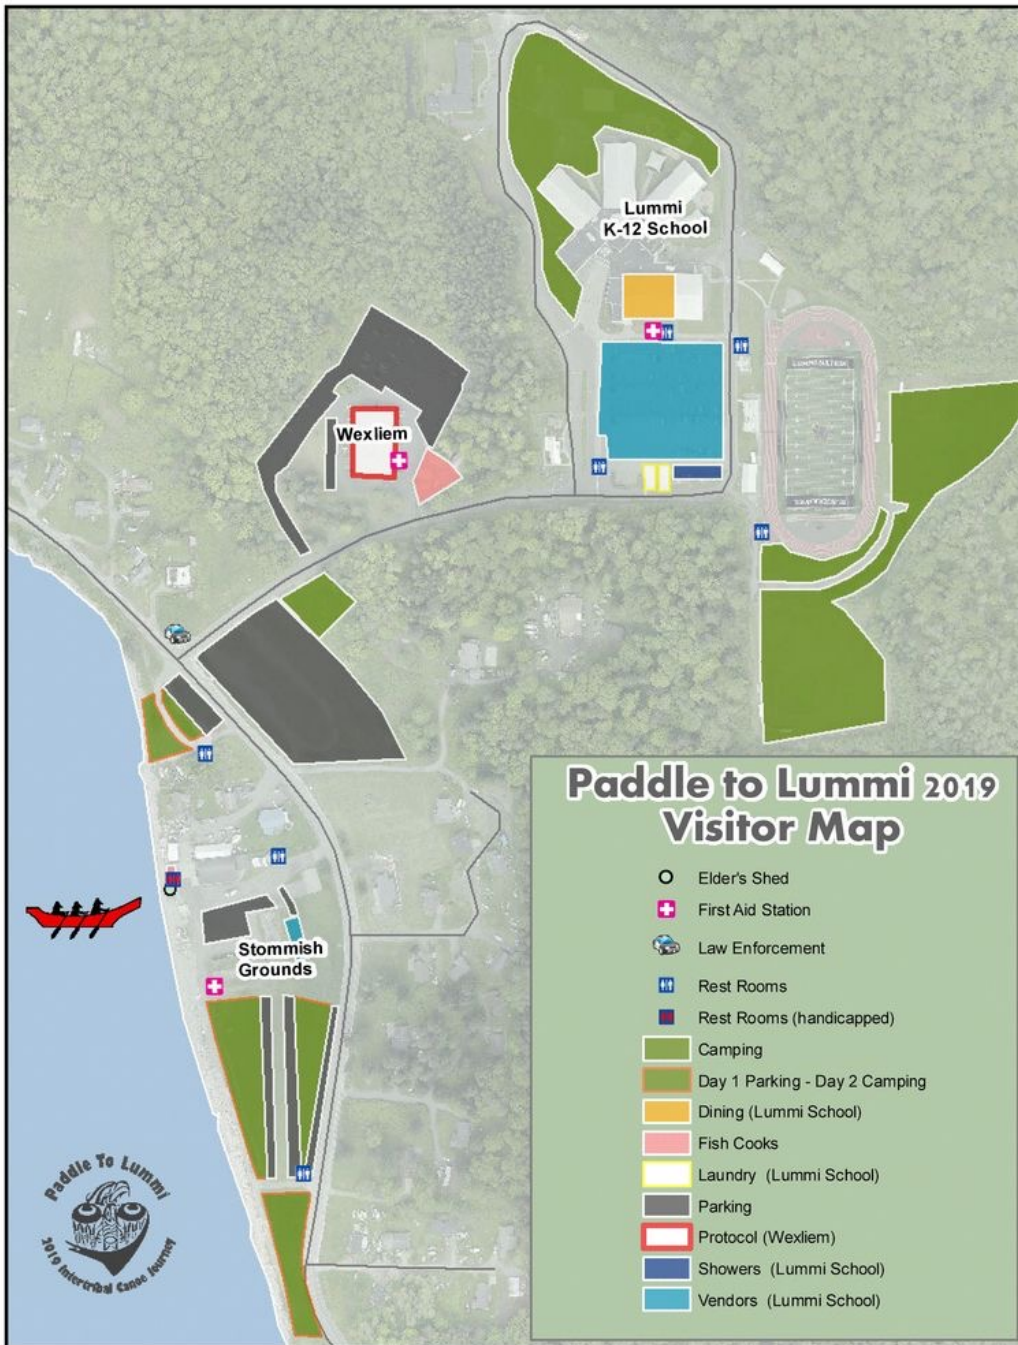 Lummi
K-12 School
Wexliem
Stommish
Grounds
Paddle to Lummi 2019
Visitor Map
Elder's Shed
First Aid Station
Law Enforcement
Rest Rooms
Rest Rooms (handicapped)
Camping
Day 1 Parking - Day 2 Camping
Dining (Lummi School)
Fish Cooks
Laundry (Lummi School)
Parking
Protocol (Wexliem)
Showers (Lummi School)
Vendors (Lummi School)
Paddle To Lummi
2019 Intertribal Canoe Journey